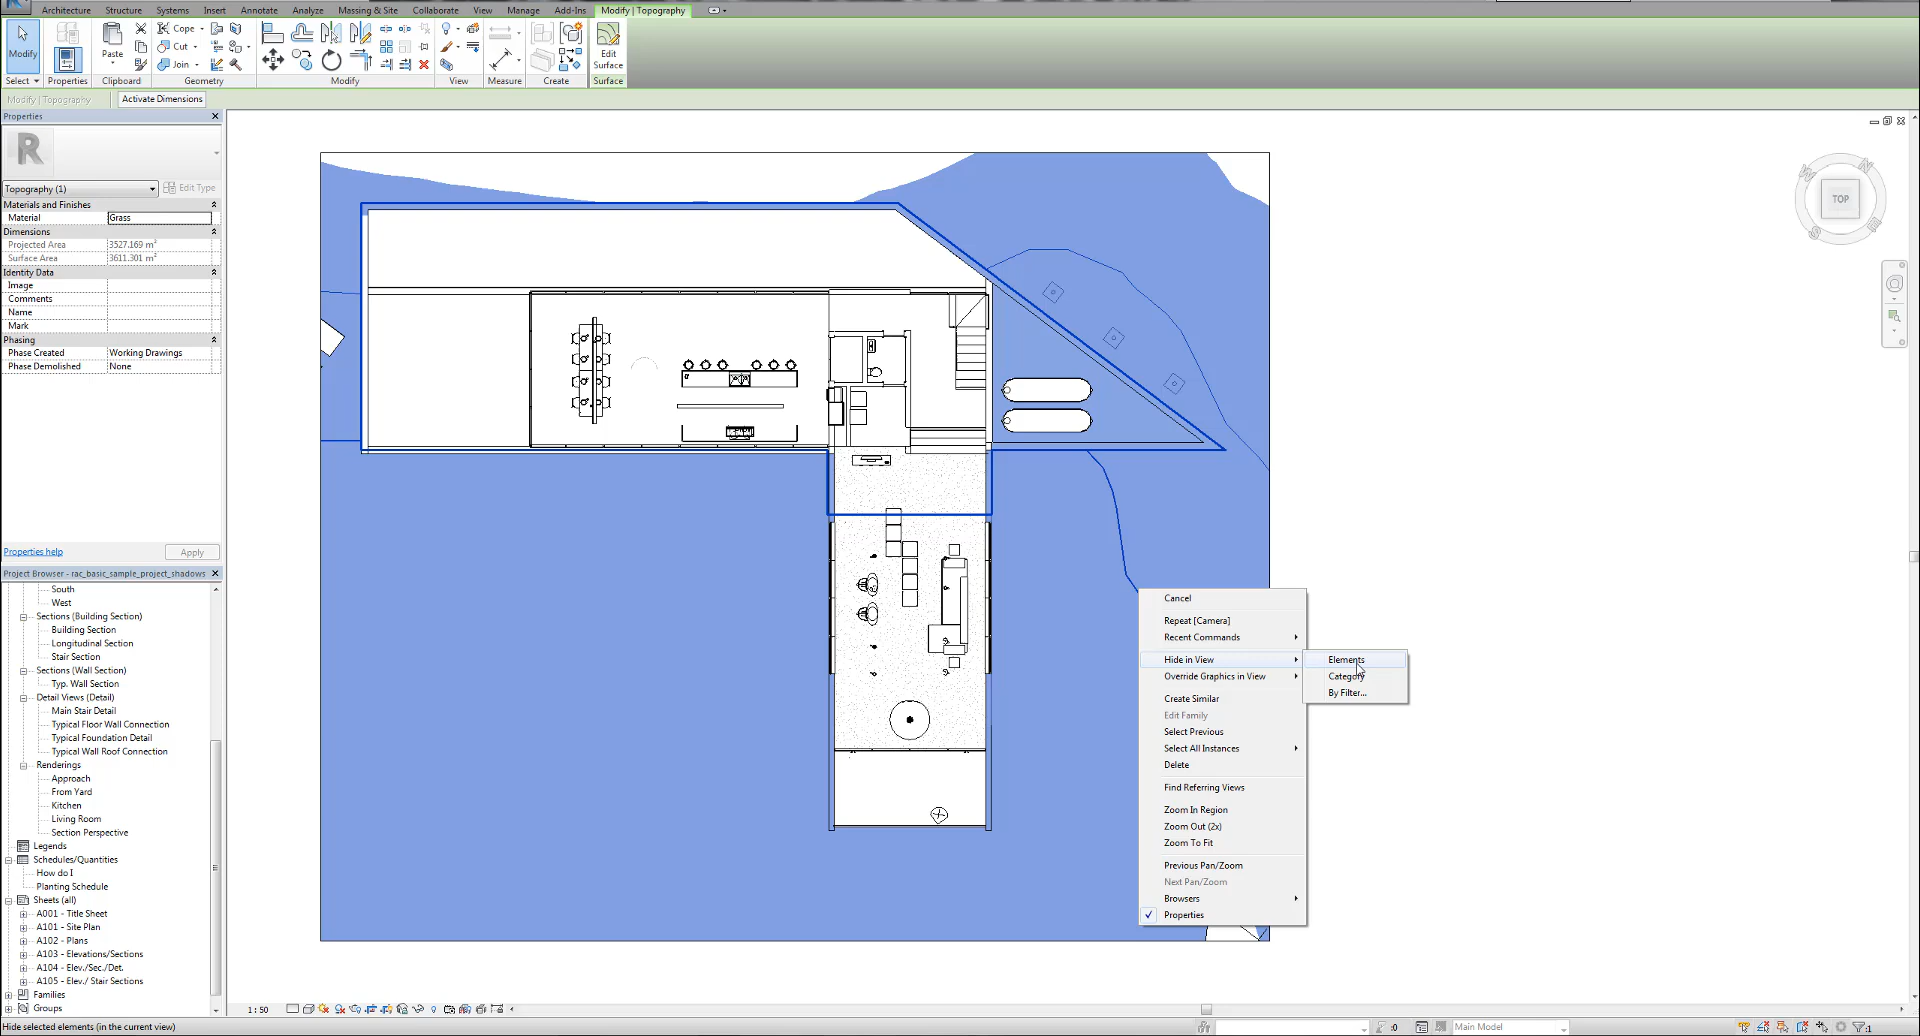 Architecture Structure Systems Insert Annotate Analyze Massing & Site Collaborate View Manage Add-Ins Modify | Topography
Modify
Paste
Cope
Cut
Join
Edit Surface
Select Properties Clipboard Geometry Modify View Measure Create Surface
Modify | Topography Activate Dimensions
Properties
R
Topography (1) Edit Type
Materials and Finishes
Material Grass
Dimensions
Projected Area 3527.169 m²
Surface Area 3611.301 m²
Identity Data
Image
Comments
Name
Mark
Phasing
Phase Created Working Drawings
Phase Demolished None
Properties help Apply
Project Browser - rac_basic_sample_project_shadows
South
West
Sections (Building Section)
Building Section
Longitudinal Section
Stair Section
Sections (Wall Section)
Typ. Wall Section
Detail Views (Detail)
Main Stair Detail
Typical Floor Wall Connection
Typical Foundation Detail
Typical Wall Roof Connection
Renderings
Approach
From Yard
Kitchen
Living Room
Section Perspective
Legends
Schedules/Quantities
How do I
Planting Schedule
Sheets (all)
A001 - Title Sheet
A101 - Site Plan
A102 - Plans
A103 - Elevations/Sections
A104 - Elev./Sec./Det.
A105 - Elev./ Stair Sections
Families
Groups
W N
TOP
S E
Cancel
Repeat [Camera]
Recent Commands
Hide in View
Override Graphics in View
Create Similar
Edit Family
Select Previous
Select All Instances
Delete
Find Referring Views
Zoom In Region
Zoom Out (2x)
Zoom To Fit
Previous Pan/Zoom
Next Pan/Zoom
Browsers
Properties
Elements
Category
By Filter...
1 : 50
Hide selected elements (in the current view)
:0
Main Model
:1